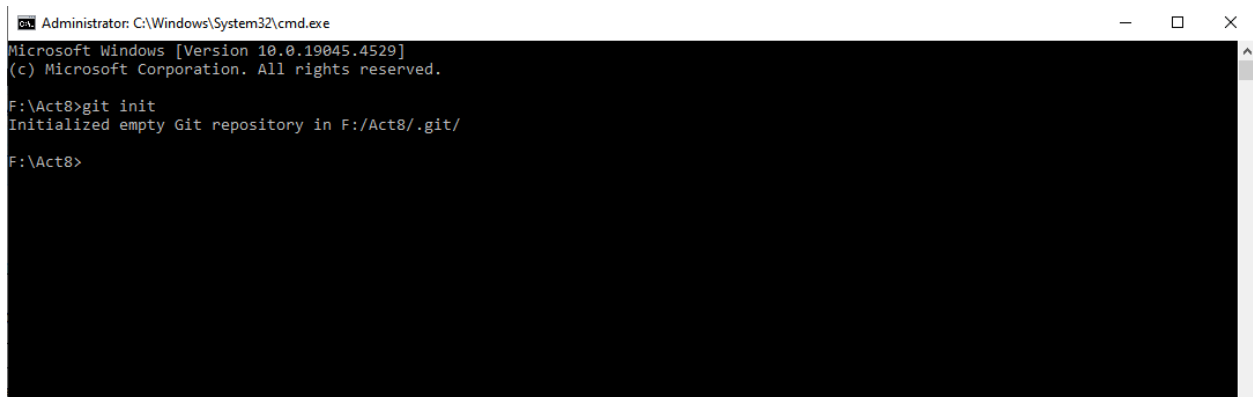 Administrator: C:\Windows\System32\cmd.exe
Microsoft Windows [Version 10.0.19045.4529]
(c) Microsoft Corporation. All rights reserved.
F:\Act8>git init
Initialized empty Git repository in F:/Act8/.git/
F:\Act8>